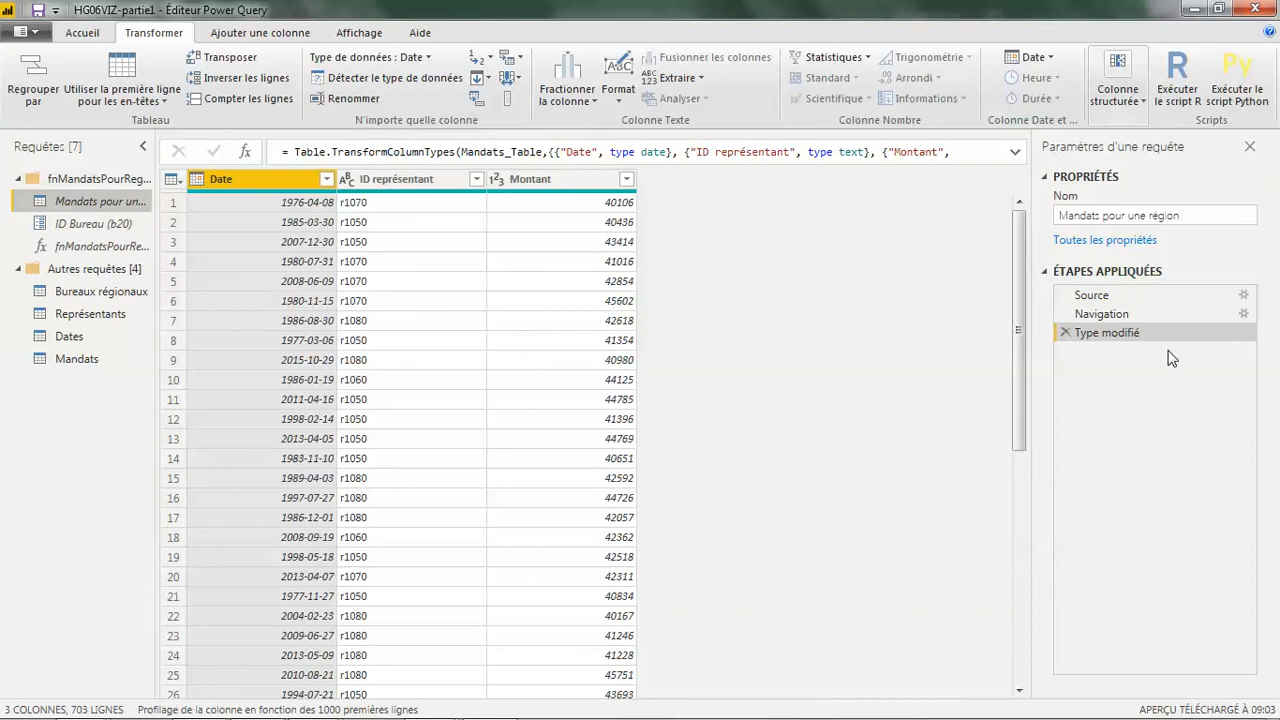 HG06VIZ-partie1 - Éditeur Power Query
Accueil Transformer Ajouter une colonne Affichage Aide
Regrouper par
Utiliser la première ligne pour les en-têtes
Transposer
Inverser les lignes
Compter les lignes
Tableau
Type de données : Date
Détecter le type de données
Renommer
N'importe quelle colonne
Fractionner la colonne
Format
Fusionner les colonnes
Extraire
Analyser
Colonne Texte
Statistiques
Standard
Scientifique
Trigonométrie
Arrondi
Informations
Colonne Nombre
Date
Heure
Durée
Colonne Date et ...
Colonne structurée
Exécuter le script R
Exécuter le script Python
Scripts
Requêtes [7]
fnMandatsPourReg...
Mandats pour un...
ID Bureau (b20)
fnMandatsPourRe...
Autres requêtes [4]
Bureaux régionaux
Représentants
Dates
Mandats
= Table.TransformColumnTypes(Mandats_Table,{{"Date", type date}, {"ID représentant", type text}, {"Montant",
Date ID représentant Montant
1 1976-04-08 r1070 40106
2 1985-03-30 r1050 40436
3 2007-12-30 r1050 43414
4 1980-07-31 r1070 41016
5 2008-06-09 r1070 42854
6 1980-11-15 r1070 45602
7 1986-08-30 r1080 42618
8 1977-03-06 r1050 41354
9 2015-10-29 r1080 40980
10 1986-01-19 r1060 44125
11 2011-04-16 r1050 44785
12 1998-02-14 r1050 41396
13 2013-04-05 r1050 44769
14 1983-11-10 r1050 40651
15 1989-04-03 r1080 42592
16 1997-07-27 r1080 44726
17 1986-12-01 r1080 42057
18 2008-09-19 r1060 42362
19 1998-05-18 r1050 42518
20 2013-04-07 r1070 42311
21 1977-11-27 r1050 40834
22 2004-02-23 r1080 40167
23 2009-06-27 r1080 41246
24 2013-05-09 r1080 41228
25 2010-08-21 r1080 45751
26 1994-07-21 r1050 43693
Paramètres d'une requête
PROPRIÉTÉS
Nom
Mandats pour une région
Toutes les propriétés
ÉTAPES APPLIQUÉES
Source
Navigation
Type modifié
3 COLONNES, 703 LIGNES Profilage de la colonne en fonction des 1000 premières lignes
APERÇU TÉLÉCHARGÉ À 09:03